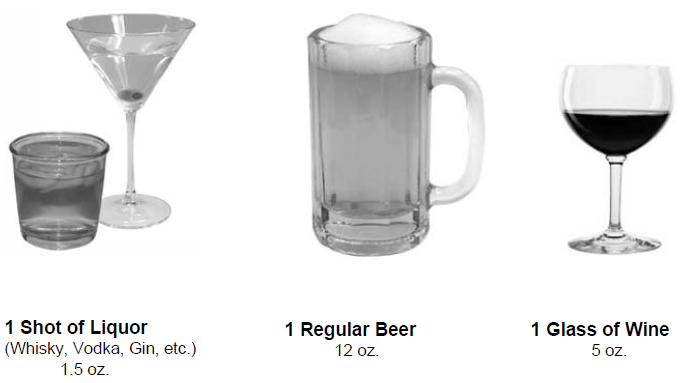 1 Shot of Liquor
(Whisky, Vodka, Gin, etc.)
1.5 oz.
1 Regular Beer
12 oz.
1 Glass of Wine
5 oz.